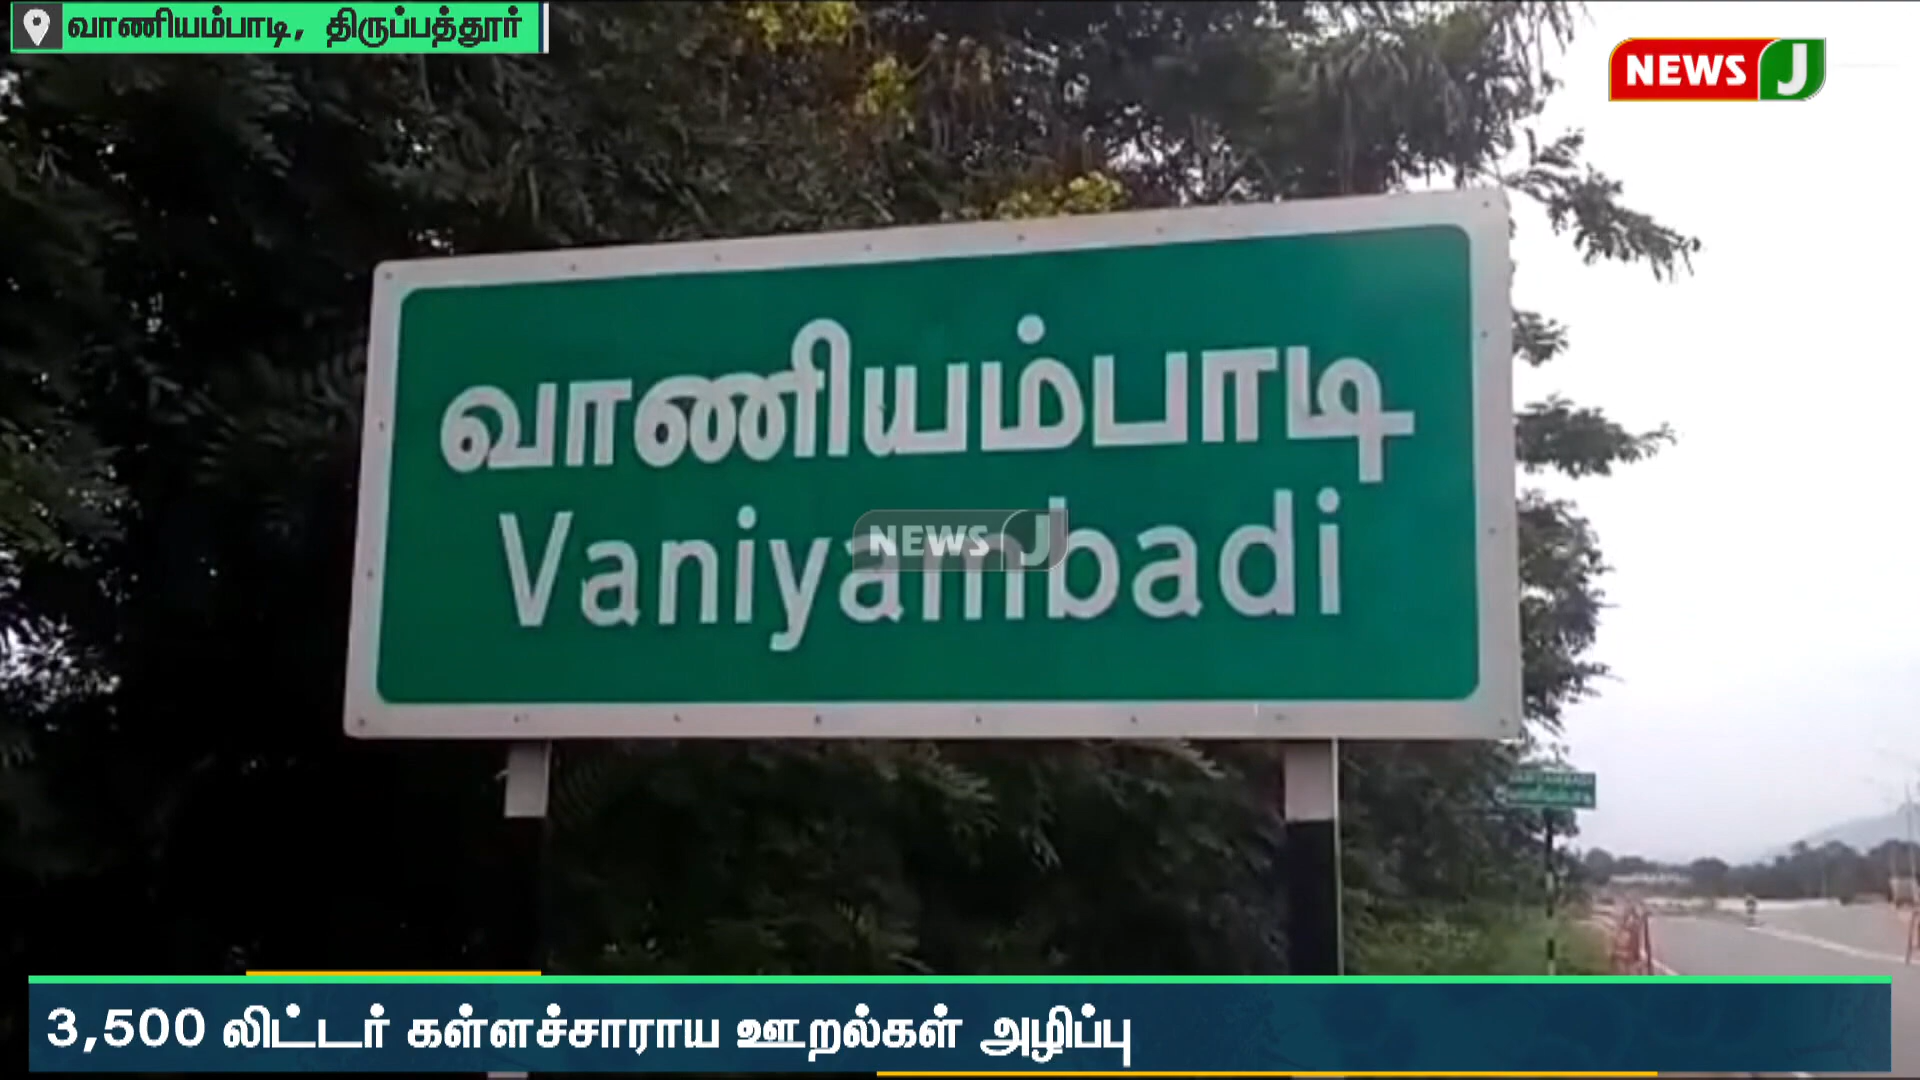 வாணியம்பாடி, திருப்பத்தூர்
NEWS J
வாணியம்பாடி
Vaniyambadi
NEWS J
3,500 லிட்டர் கள்ளச்சாராய ஊறல்கள் அழிப்பு